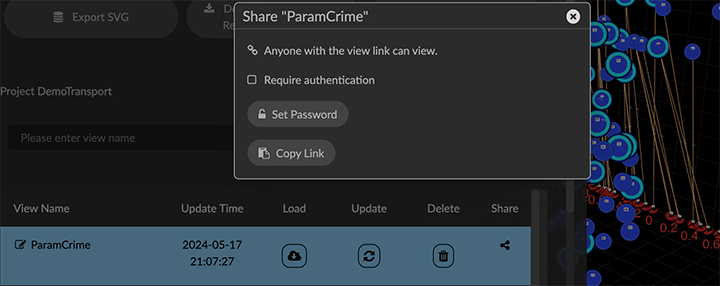 Export SVG
Share "ParamCrime"
Anyone with the view link can view.
Require authentication
Set Password
Copy Link
Project DemoTransport
Please enter view name
View Name Update Time Load Update Delete Share
ParamCrime 2024-05-17 21:07:27
0 0.2 0.4 0.6